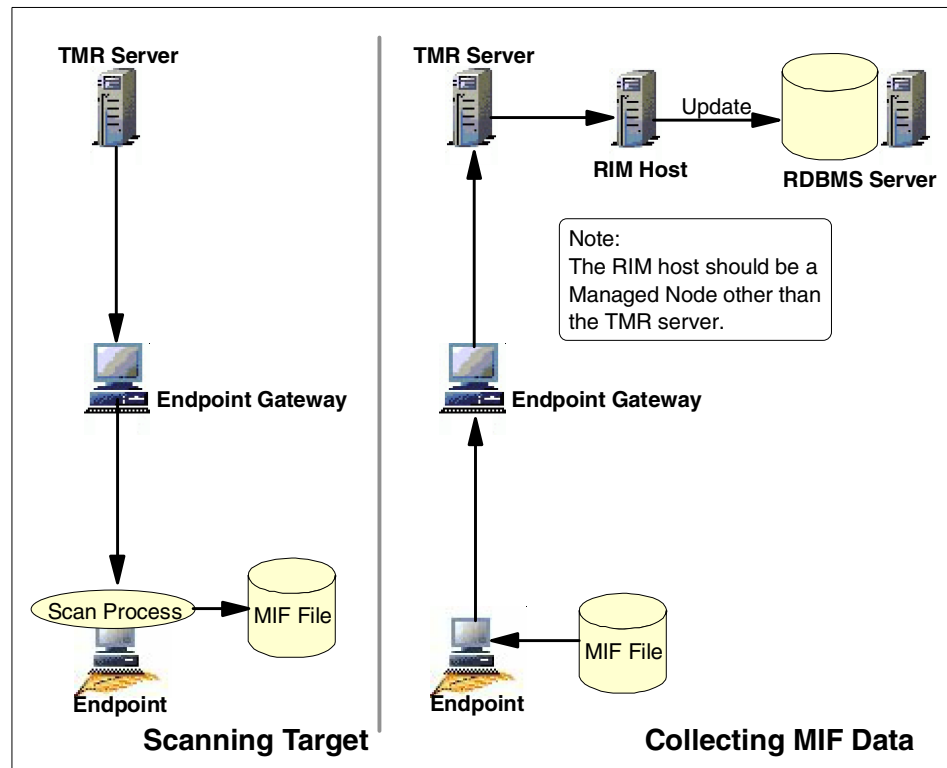 TMR Server
Endpoint Gateway
Scan Process
MIF File
Endpoint
Scanning Target
TMR Server
RIM Host
Update
RDBMS Server
Note:
The RIM host should be a
Managed Node other than
the TMR server.
Endpoint Gateway
MIF File
Endpoint
Collecting MIF Data